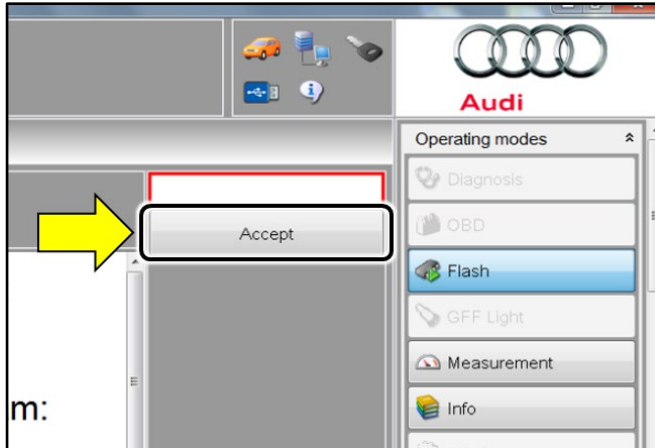 Audi
Operating modes
Diagnosis
OBD
Accept
Flash
GFF Light
Measurement
m:
Info